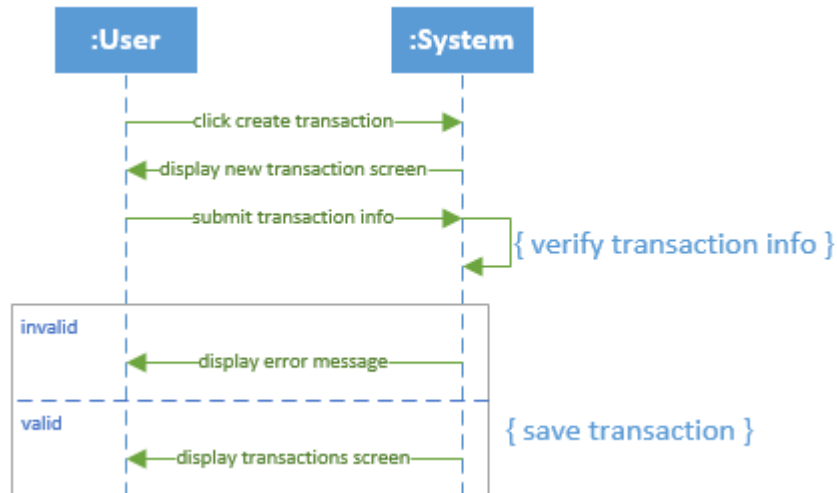 :User
:System
click create transaction
display new transaction screen
submit transaction info
{ verify transaction info }
invalid
display error message
valid
{ save transaction }
display transactions screen